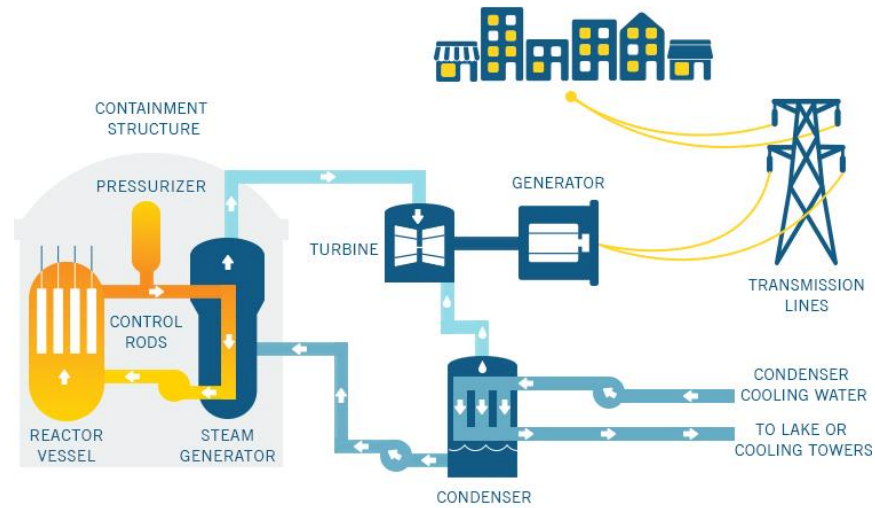 CONTAINMENT
STRUCTURE
PRESSURIZER
GENERATOR
TURBINE
TRANSMISSION
LINES
CONTROL
RODS
CONDENSER
COOLING WATER
REACTOR
VESSEL
STEAM
GENERATOR
TO LAKE OR
COOLING TOWERS
CONDENSER